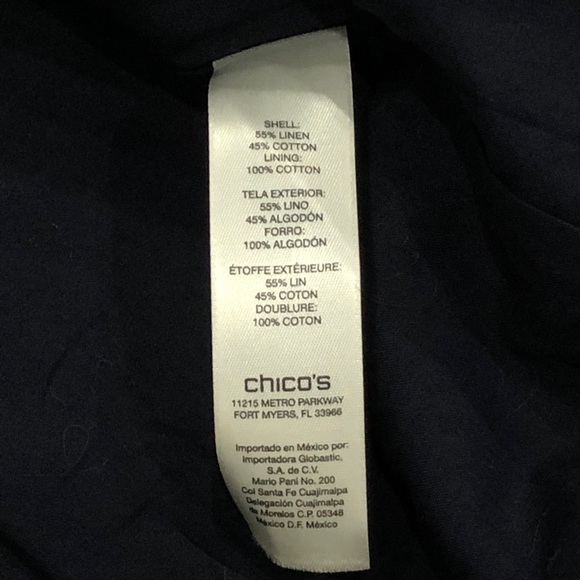 SHELL:
55% LINEN
45% COTTON
LINING:
100% COTTON
TELA EXTERIOR:
55% LINO
45% ALGODÓN
FORRO:
100% ALGODÓN
ÉTOFFE EXTÉRIEURE:
55% LIN
45% COTON
DOUBLURE:
100% COTON
chico's
11215 METRO PARKWAY
FORT MYERS, FL 33966
Importado en México por:
Importadora Globastic,
S.A. de C.V.
Mario Pani No. 200
Col Santa Fe Cuajimalpa
Delegación Cuajimalpa
de Morelos C.P. 05348
México D.F. México